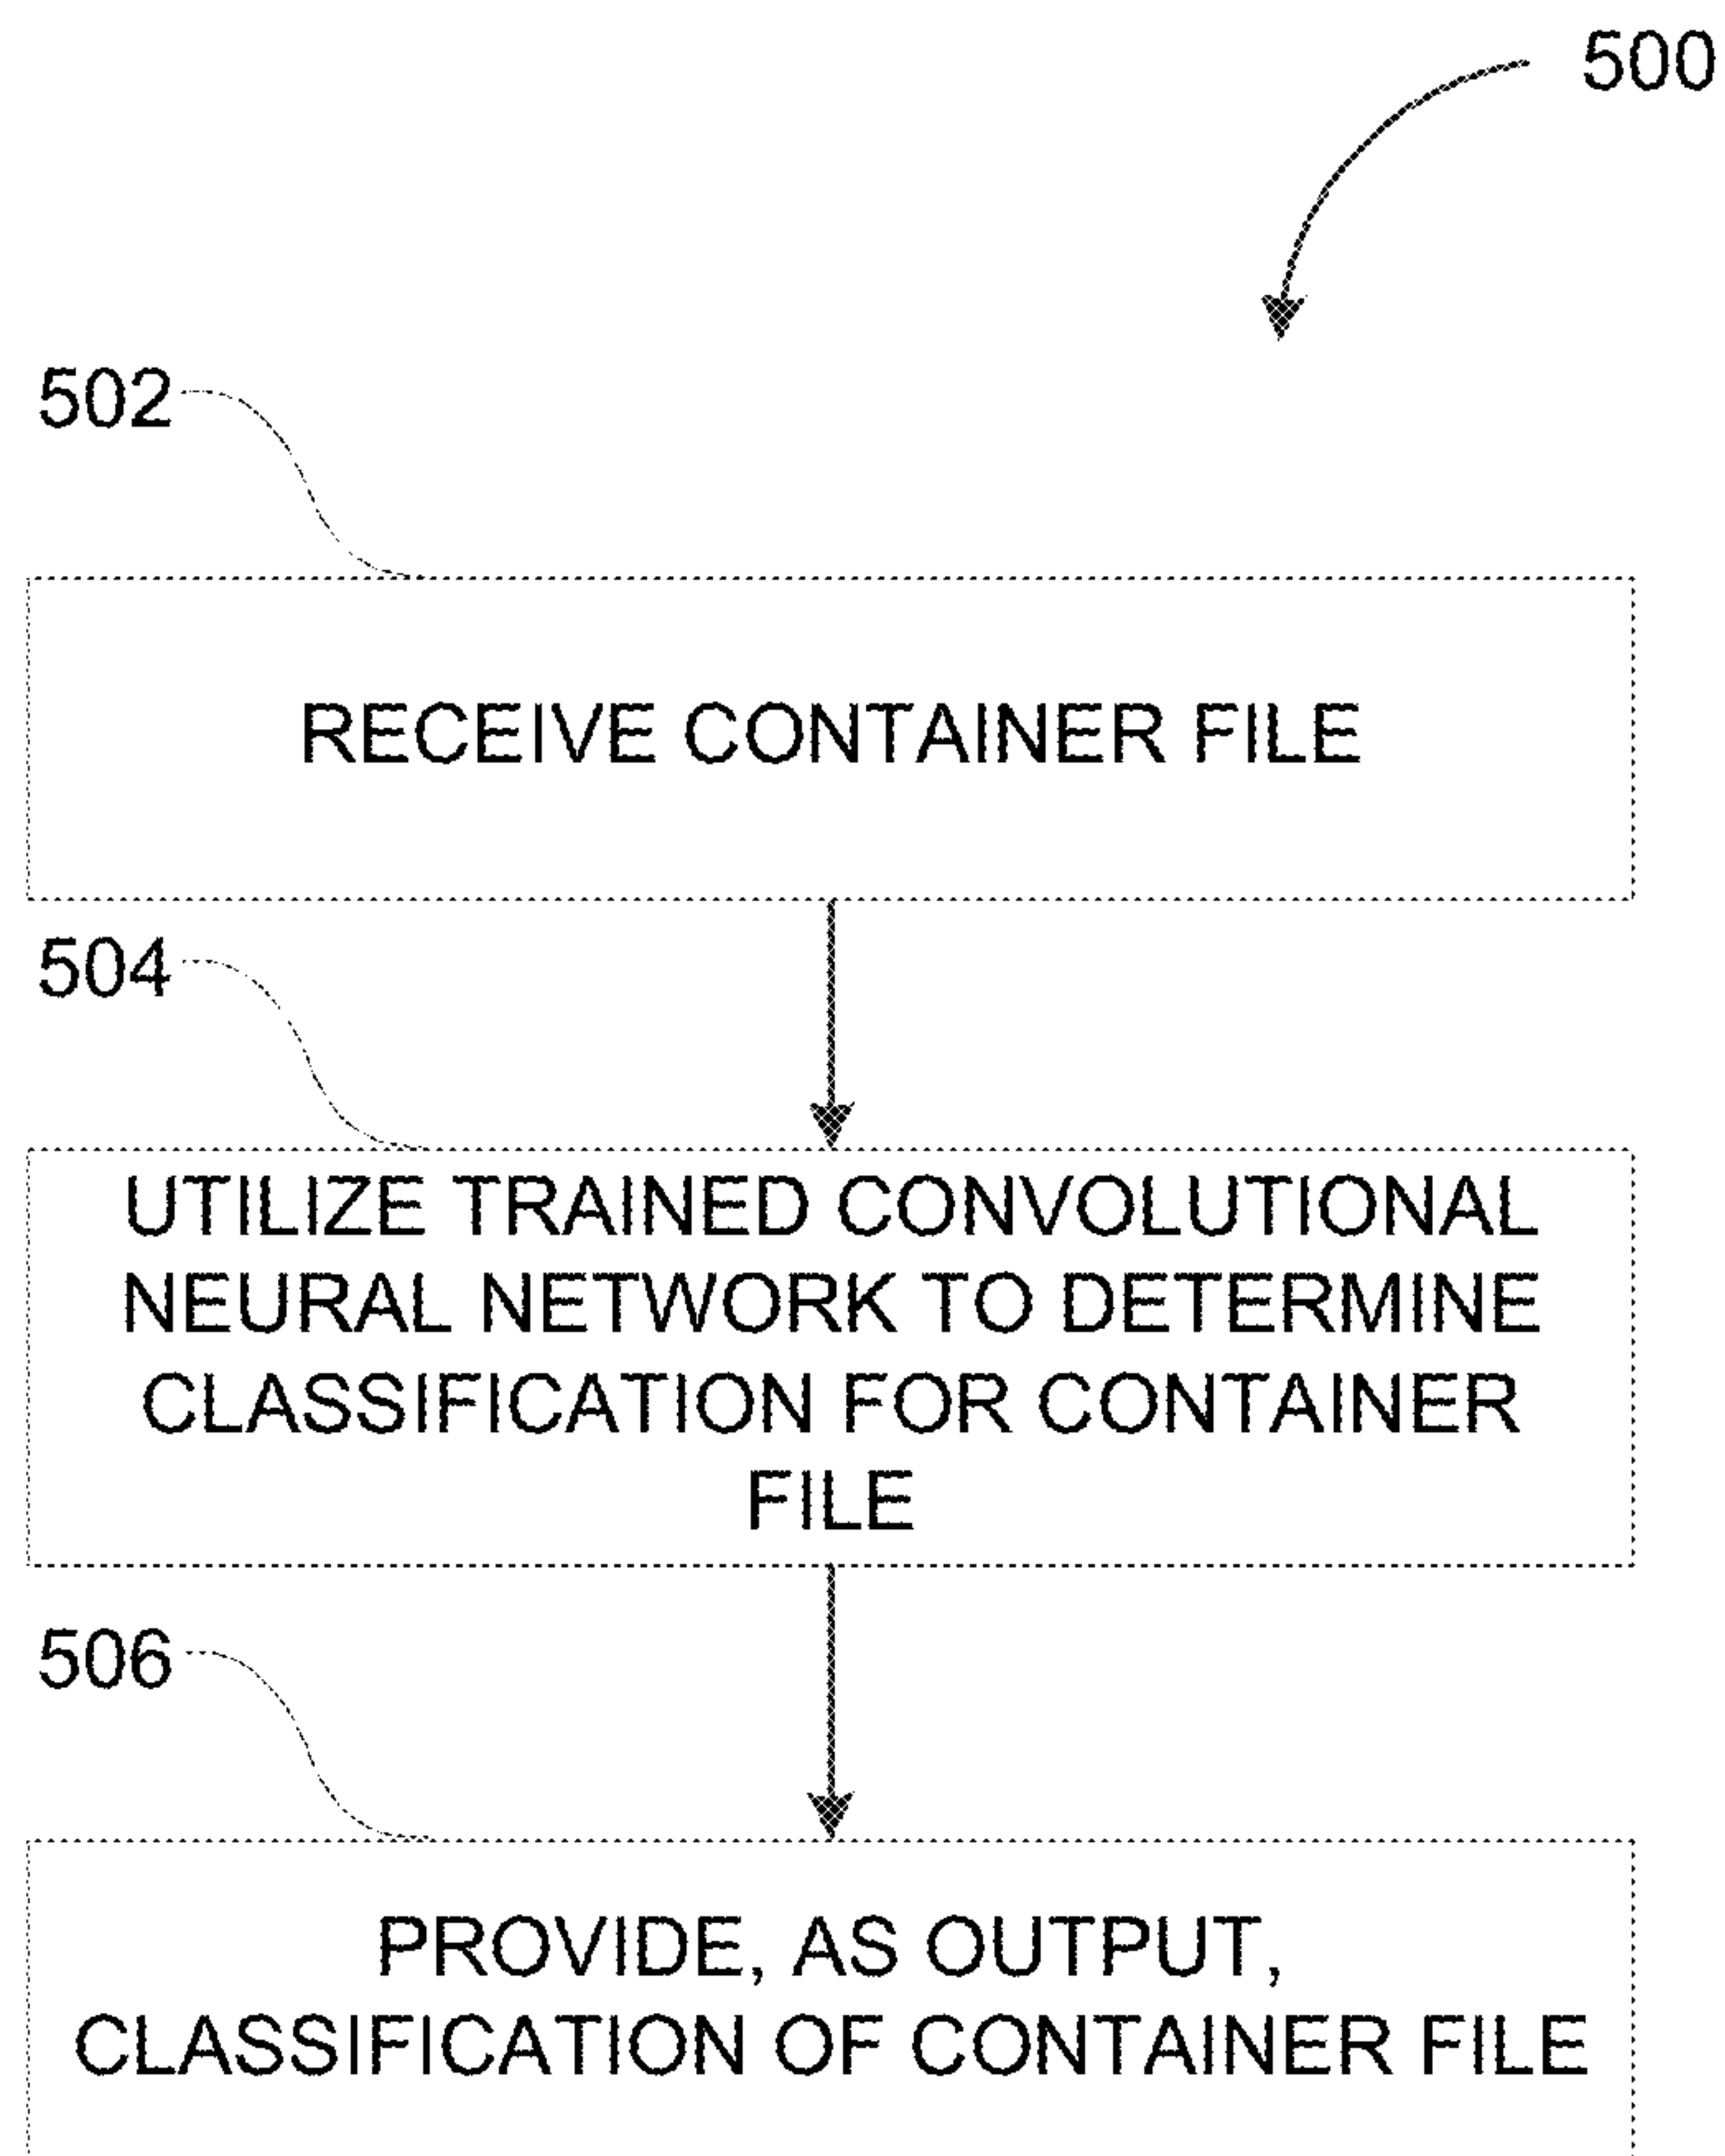 500
502
RECEIVE CONTAINER FILE
504
UTILIZE TRAINED CONVOLUTIONAL
NEURAL NETWORK TO DETERMINE
CLASSIFICATION FOR CONTAINER
FILE
506
PROVIDE, AS OUTPUT,
CLASSIFICATION OF CONTAINER FILE